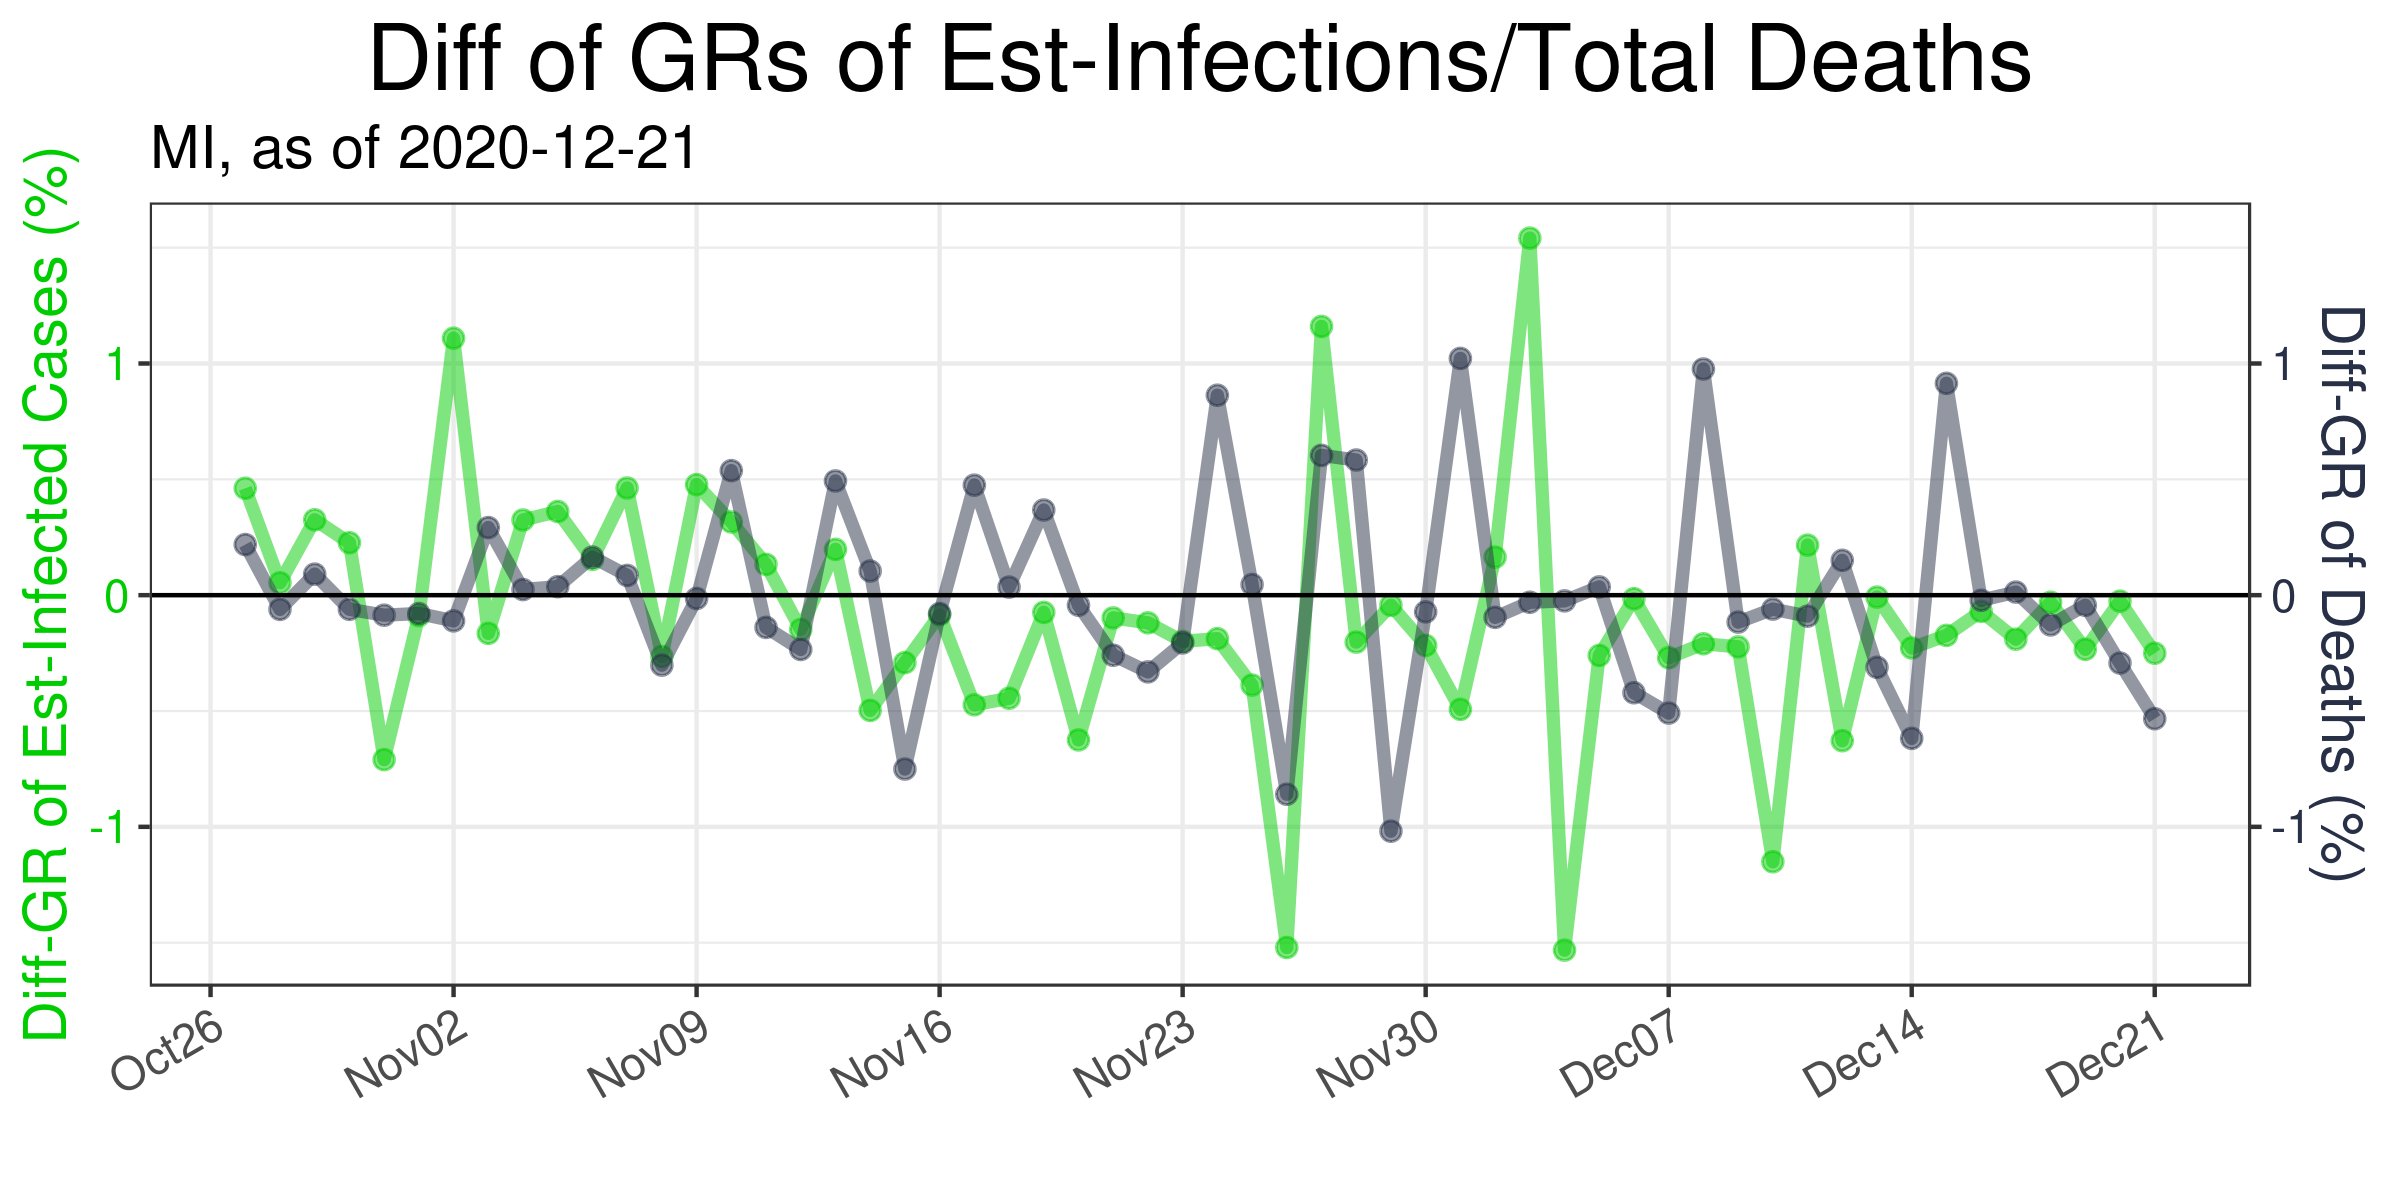 Diff of GRs of Est-Infections/Total Deaths
MI, as of 2020-12-21
Diff-GR of Est-Infected Cases (%)
1
0
-1
1
0
-1
Diff-GR of Deaths (%)
Oct26
Nov02
Nov09
Nov16
Nov23
Nov30
Dec07
Dec14
Dec21